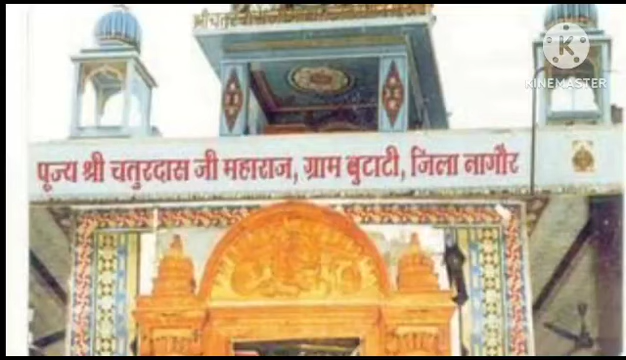 KINEMASTER
पूज्य श्री चतुरदास जी महाराज, ग्राम बुटाटी, जिला नागौर